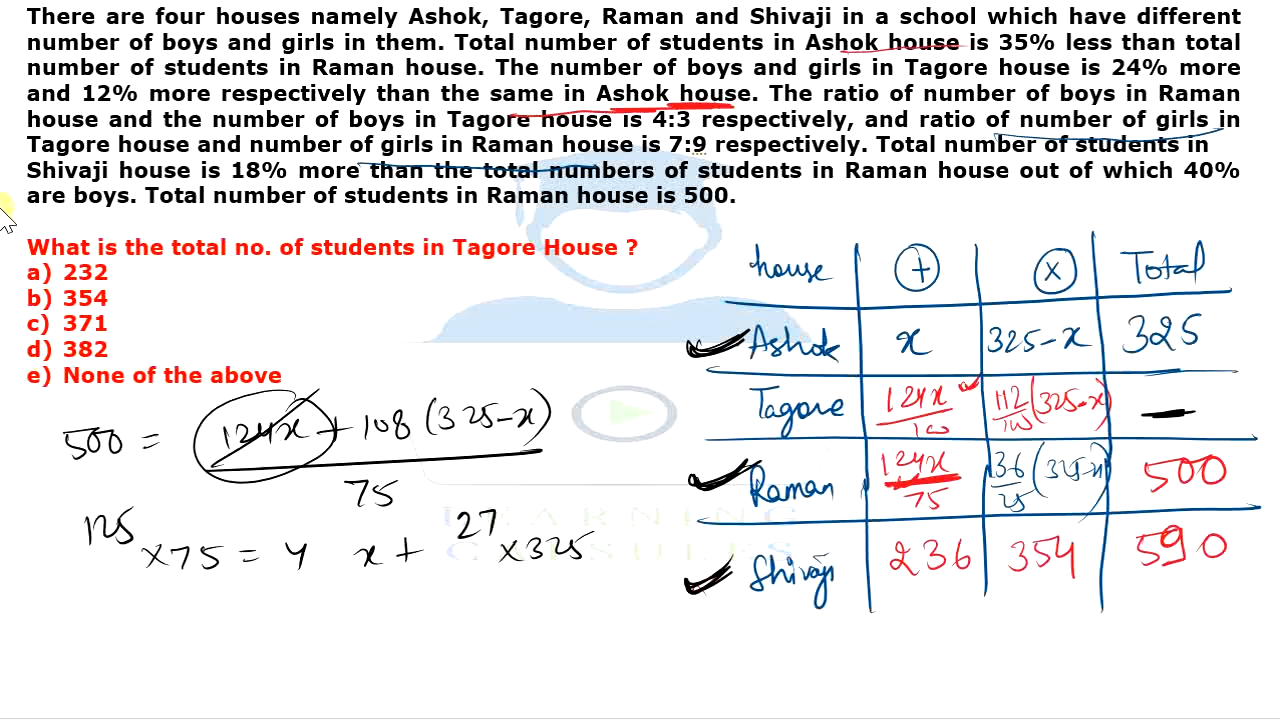 There are four houses namely Ashok, Tagore, Raman and Shivaji in a school which have different
number of boys and girls in them. Total number of students in Ashok house is 35% less than total
number of students in Raman house. The number of boys and girls in Tagore house is 24% more
and 12% more respectively than the same in Ashok house. The ratio of number of boys in Raman
house and the number of boys in Tagore house is 4:3 respectively, and ratio of number of girls in
Tagore house and number of girls in Raman house is 7:9 respectively. Total number of students in
Shivaji house is 18% more than the total numbers of students in Raman house out of which 40%
are boys. Total number of students in Raman house is 500.
What is the total no. of students in Tagore House ?
a) 232
b) 354
c) 371
d) 382
e) None of the above
house + x Total
Ashok x 325-x 325
Tagore 124x/100 112/100(325-x) -
Raman 124x/75 36/25(325-x) 500
Shivaji 236 354 590
500 = 124x + 108(325-x)
75
125 x75 = 4 x + 27 x325
LEARNING
CAPSULES